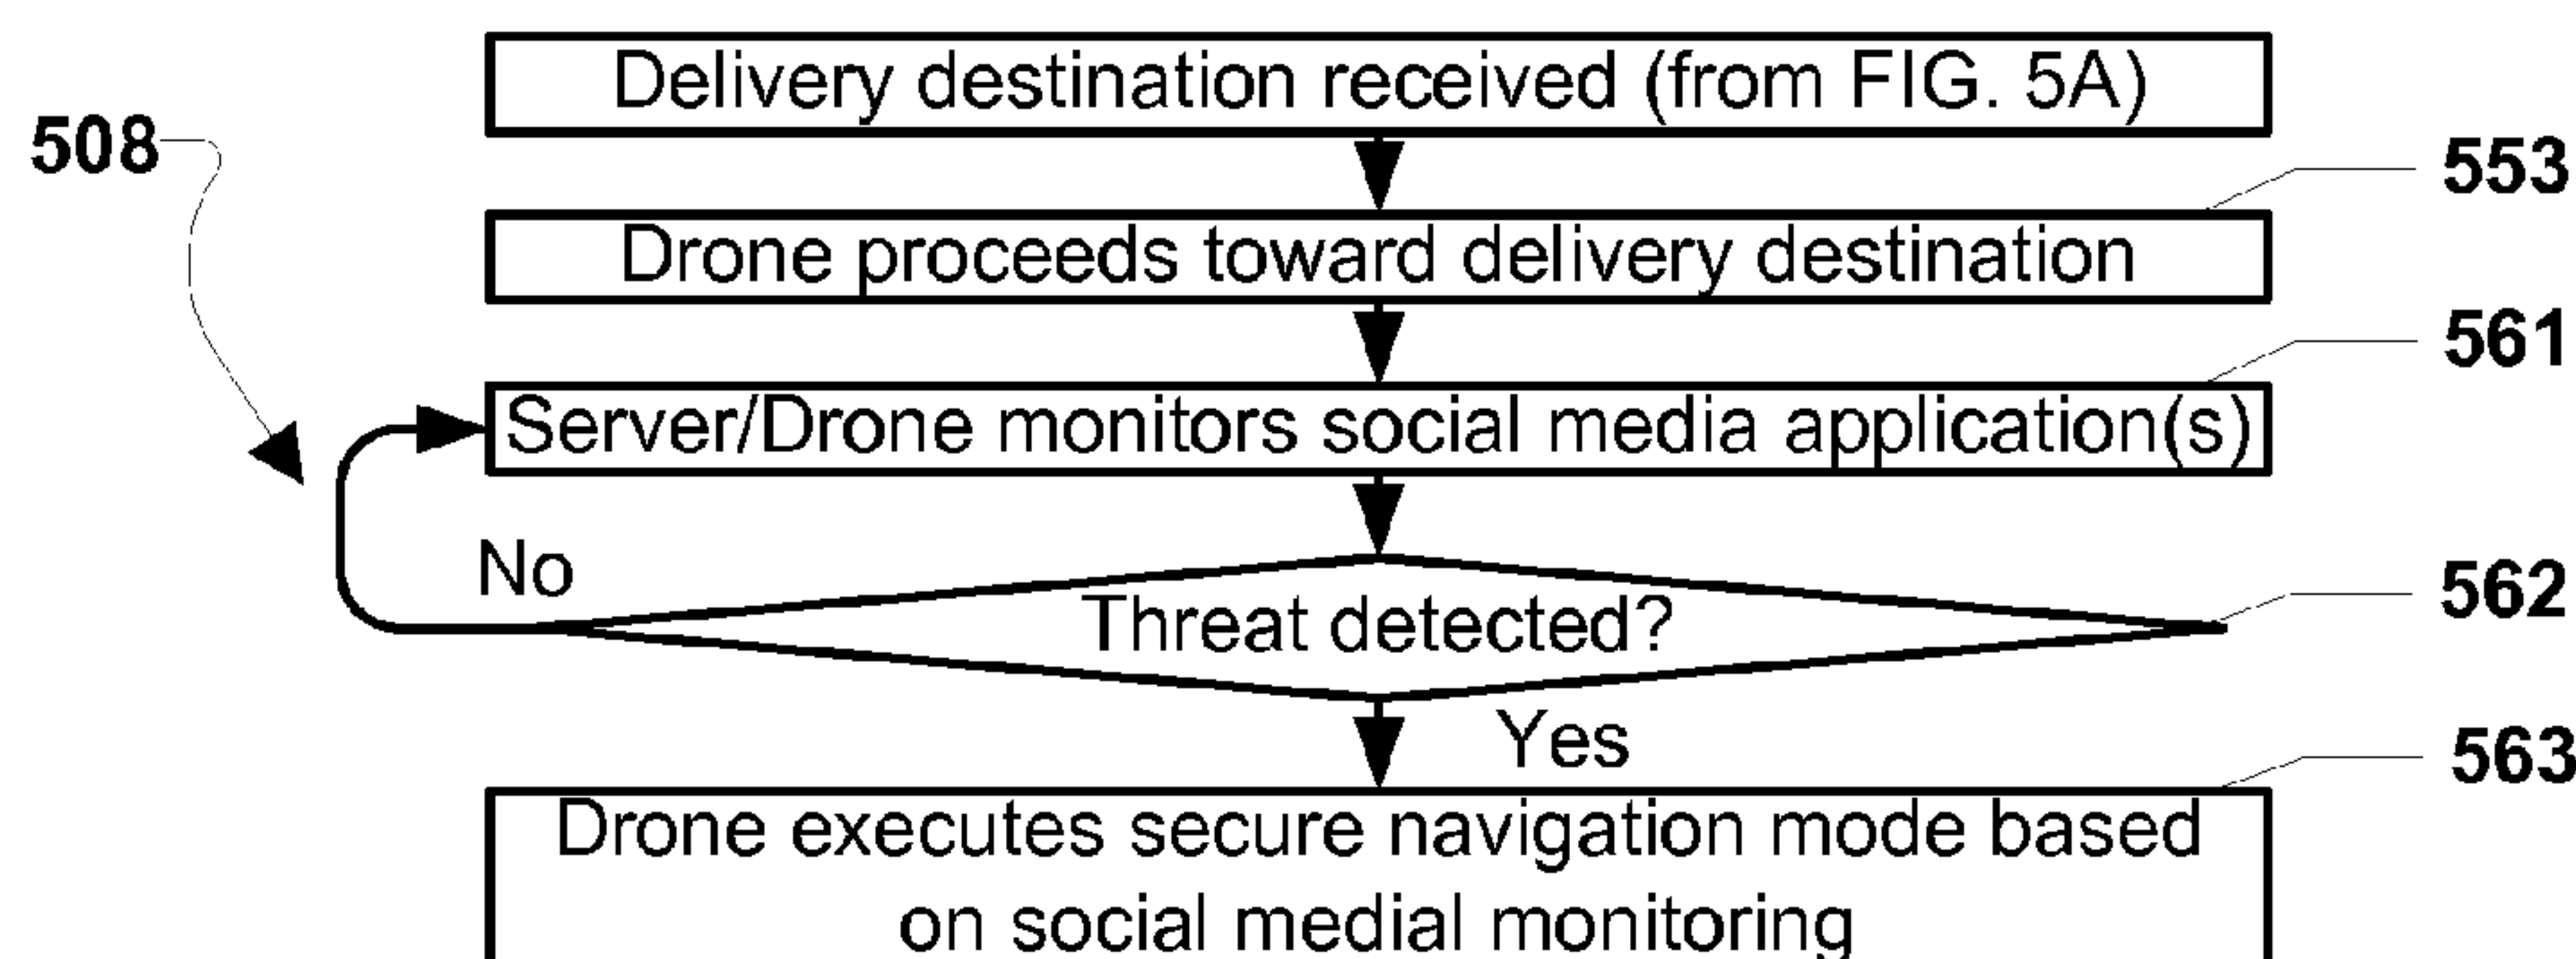 Delivery destination received (from FIG. 5A)
508
553
Drone proceeds toward delivery destination
561
Server/Drone monitors social media application(s)
No
562
Threat detected?
Yes
563
Drone executes secure navigation mode based
on social medial monitoring